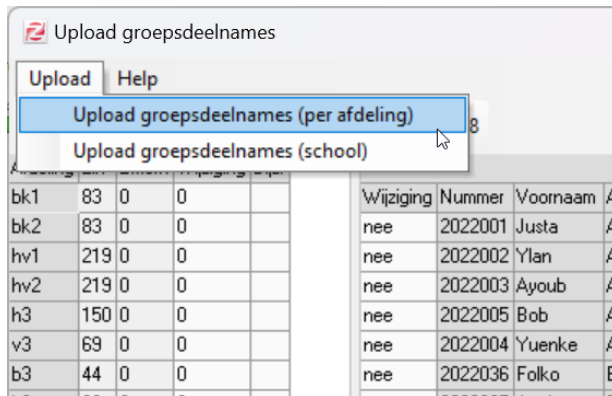 Upload groepsdeelnames
Upload Help
Upload groepsdeelnames (per afdeling)
8
Upload groepsdeelnames (school)
Wijziging Nummer Voornaam
bk1 83 0 0
nee 2022001 Justa
bk2 83 0 0
nee 2022002 Ylan
hv1 219 0 0
nee 2022003 Ayoub
hv2 219 0 0
nee 2022005 Bob
h3 150 0 0
nee 2022004 Yuenke
v3 69 0 0
nee 2022036 Folko
b3 44 0 0